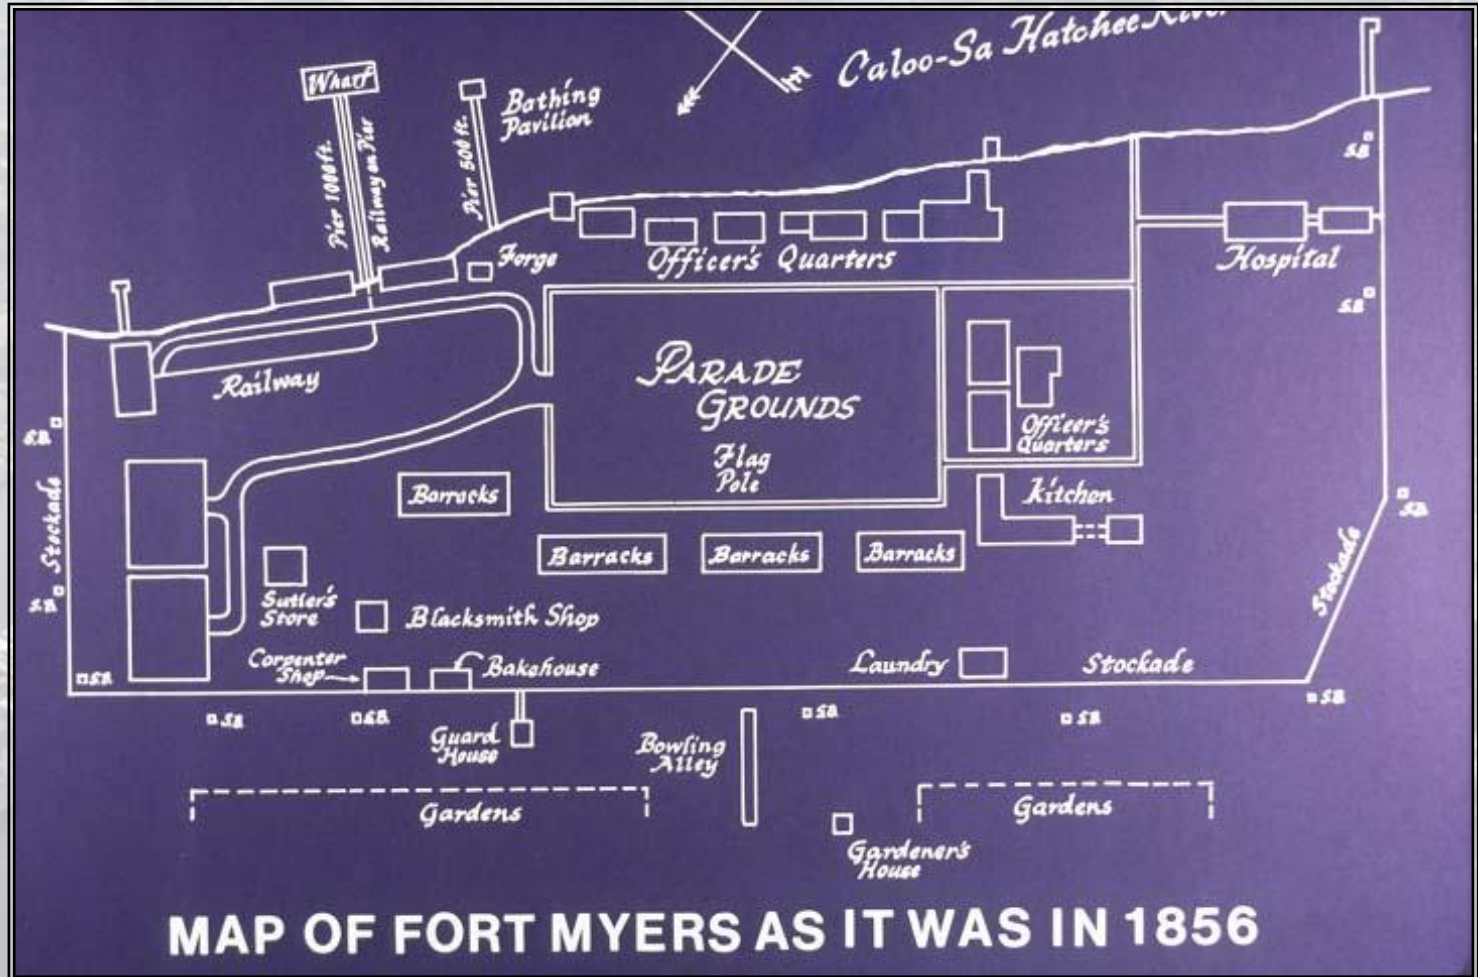 Caloo-Sa Hatchee River
N
Wharf
Bathing
Pavilion
Pier 1000 ft.
Railway on Pier
Pier 500 ft.
S.B.
Forge
Officer's Quarters
Hospital
S.B.
Railway
PARADE
GROUNDS
Flag
Pole
Officer's
Quarters
S.B.
Stockade
Barracks
Kitchen
S.B.
Barracks
Barracks
Barracks
Stockade
S.B.
Sutler's
Store
Blacksmith Shop
Carpenter
Shop
Bakehouse
Laundry
Stockade
S.B.
S.B.
S.B.
S.B.
S.B.
S.B.
Guard
House
Bowling
Alley
Gardens
Gardens
Gardener's
House
MAP OF FORT MYERS AS IT WAS IN 1856